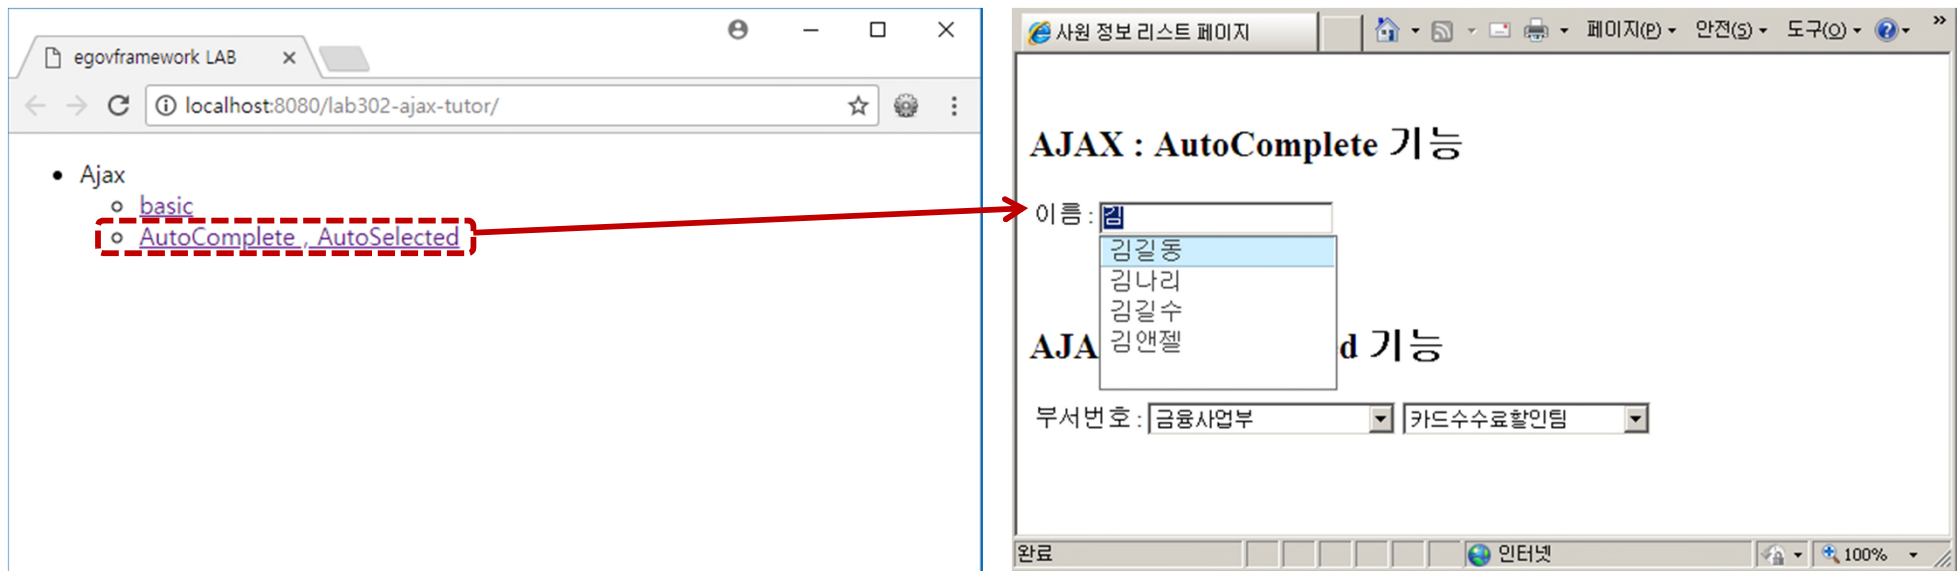 egovframework LAB
localhost:8080/lab302-ajax-tutor/
Ajax
basic
AutoComplete , AutoSelected
사원 정보 리스트 페이지
페이지(P)
안전(S)
도구(O)
»
AJAX : AutoComplete 기능
이름 : 김
김길동
김나리
김길수
김앤젤
AJA
d 기능
부서번호 : 금융사업부 카드수수료할인팀
완료
인터넷
100%